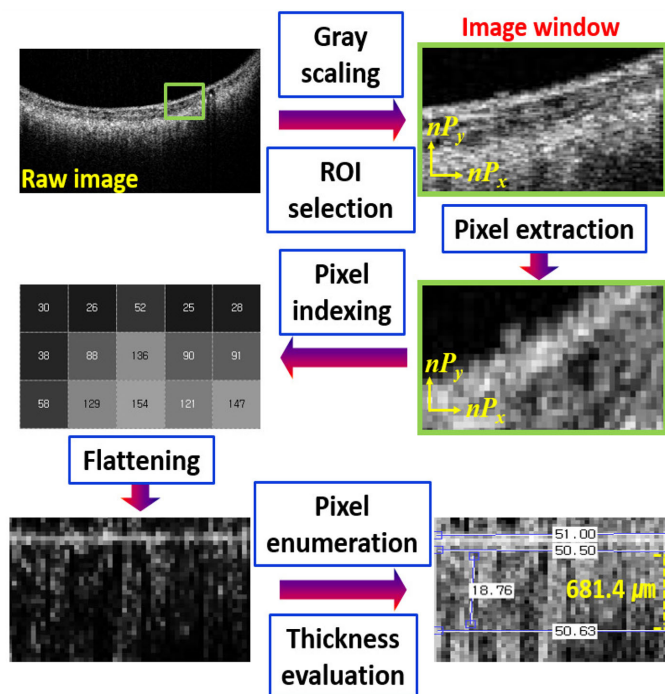 Gray
scaling
Image window
Raw image
nPy
nPx
ROI
selection
Pixel extraction
Pixel
indexing
30 26 52 25 28
38 88 136 90 91
58 129 154 121 147
nPy
nPx
Flattening
Pixel
enumeration
51.00
50.50
18.76
681.4 µm
50.63
Thickness
evaluation